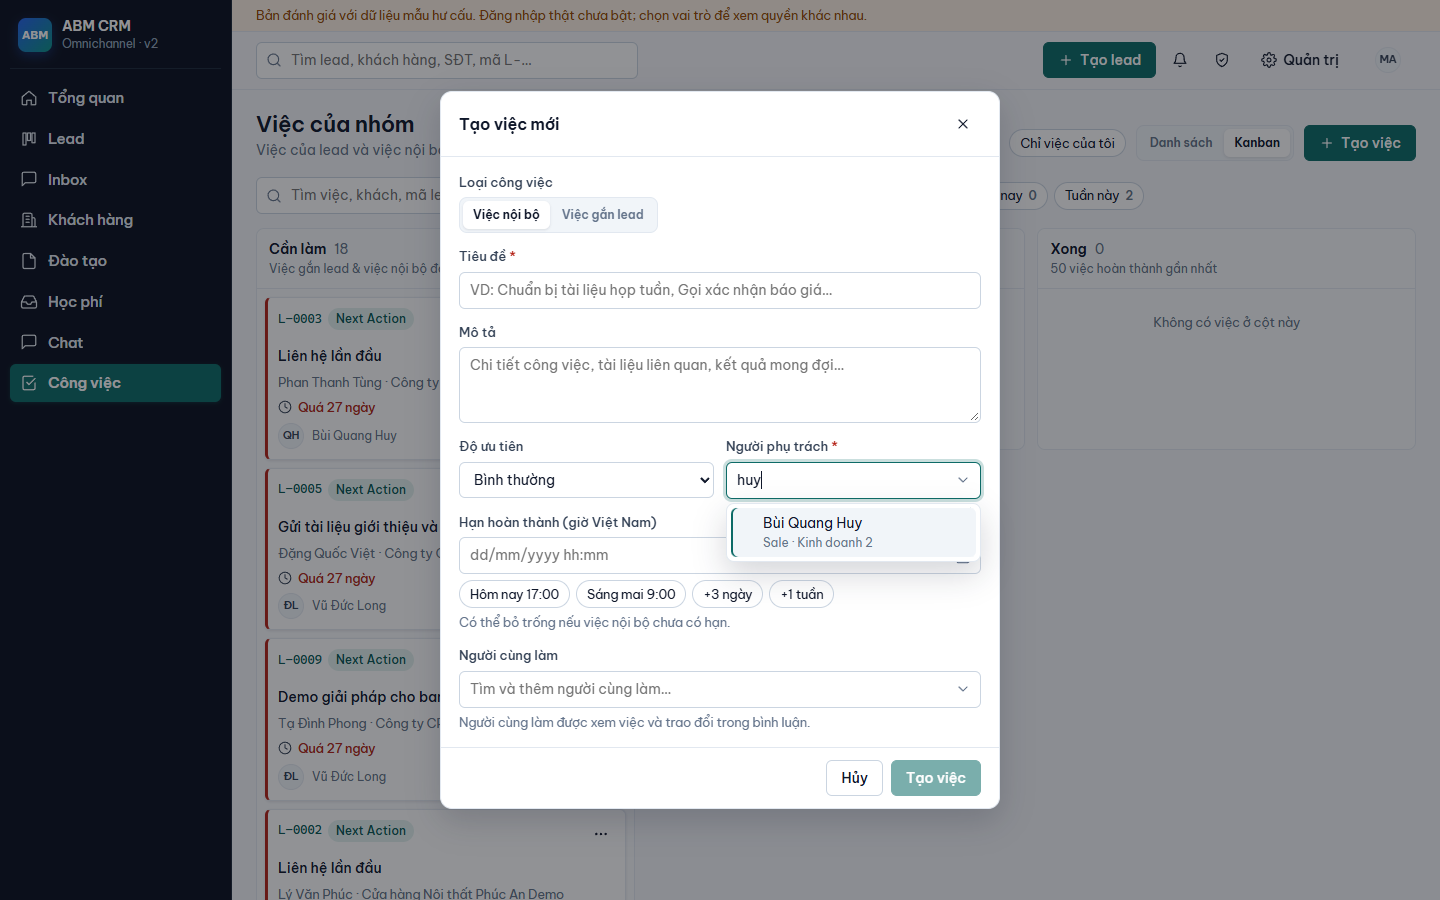 ABM
ABM CRM
Omnichannel · v2
Tổng quan
Lead
Inbox
Khách hàng
Đào tạo
Học phí
Chat
Công việc
Bản đánh giá với dữ liệu mẫu hư cấu. Đăng nhập thật chưa bật; chọn vai trò để xem quyền khác nhau.
Tìm lead, khách hàng, SĐT, mã L-...
Tạo lead
Quản trị
MA
Việc của nhóm
Việc của lead và việc nội bộ
Chỉ việc của tôi
Danh sách
Kanban
Tạo việc
Tìm việc, khách, mã le
nay 0
Tuần này 2
Cần làm 18
Việc gắn lead & việc nội bộ
L-0003 Next Action
Liên hệ lần đầu
Phan Thanh Tùng · Công ty
Quá 27 ngày
QH Bùi Quang Huy
L-0005 Next Action
Gửi tài liệu giới thiệu và
Đặng Quốc Việt · Công ty
Quá 27 ngày
ĐL Vũ Đức Long
L-0009 Next Action
Demo giải pháp cho ban
Tạ Đình Phong · Công ty CP
Quá 27 ngày
ĐL Vũ Đức Long
L-0002 Next Action ...
Liên hệ lần đầu
Lý Văn Phúc · Cửa hàng Nội thất Phúc An Demo
Xong 0
50 việc hoàn thành gần nhất
Không có việc ở cột này
Tạo việc mới
Loại công việc
Việc nội bộ
Việc gắn lead
Tiêu đề *
VD: Chuẩn bị tài liệu họp tuần, Gọi xác nhận báo giá...
Mô tả
Chi tiết công việc, tài liệu liên quan, kết quả mong đợi...
Độ ưu tiên
Bình thường
Người phụ trách *
huy
Bùi Quang Huy
Sale · Kinh doanh 2
Hạn hoàn thành (giờ Việt Nam)
dd/mm/yyyy hh:mm
Hôm nay 17:00
Sáng mai 9:00
+3 ngày
+1 tuần
Có thể bỏ trống nếu việc nội bộ chưa có hạn.
Người cùng làm
Tìm và thêm người cùng làm...
Người cùng làm được xem việc và trao đổi trong bình luận.
Hủy
Tạo việc